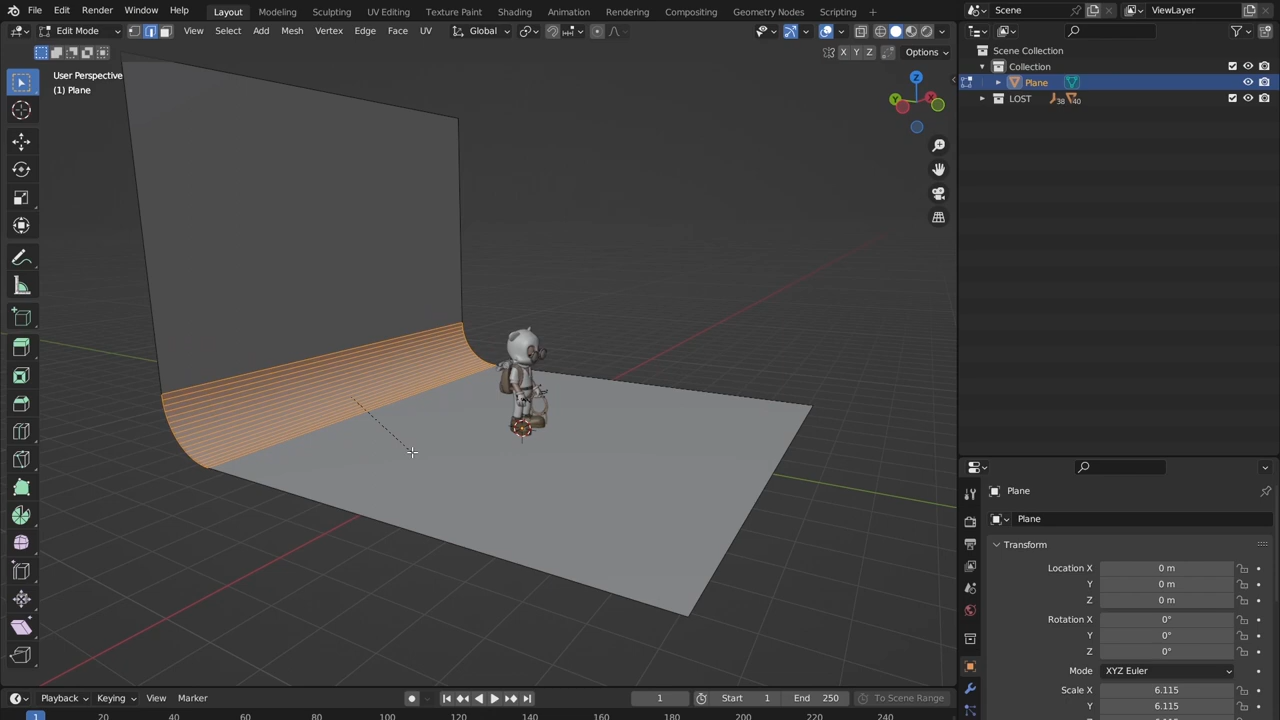 File Edit Render Window Help Layout Modeling Sculpting UV Editing Texture Paint Shading Animation Rendering Compositing Geometry Nodes Scripting + Scene ViewLayer
Edit Mode View Select Add Mesh Vertex Edge Face UV Global
X Y Z Options
User Perspective
(1) Plane
Z
Y
X
Scene Collection
Collection
Plane
LOST 38 40
Plane
Plane
Transform
Location X 0 m
Y 0 m
Z 0 m
Rotation X 0°
Y 0°
Z 0°
Mode XYZ Euler
Scale X 6.115
Y 6.115
Playback Keying View Marker 1 Start 1 End 250 To Scene Range
1 20 40 60 80 100 120 140 160 180 200 220 240